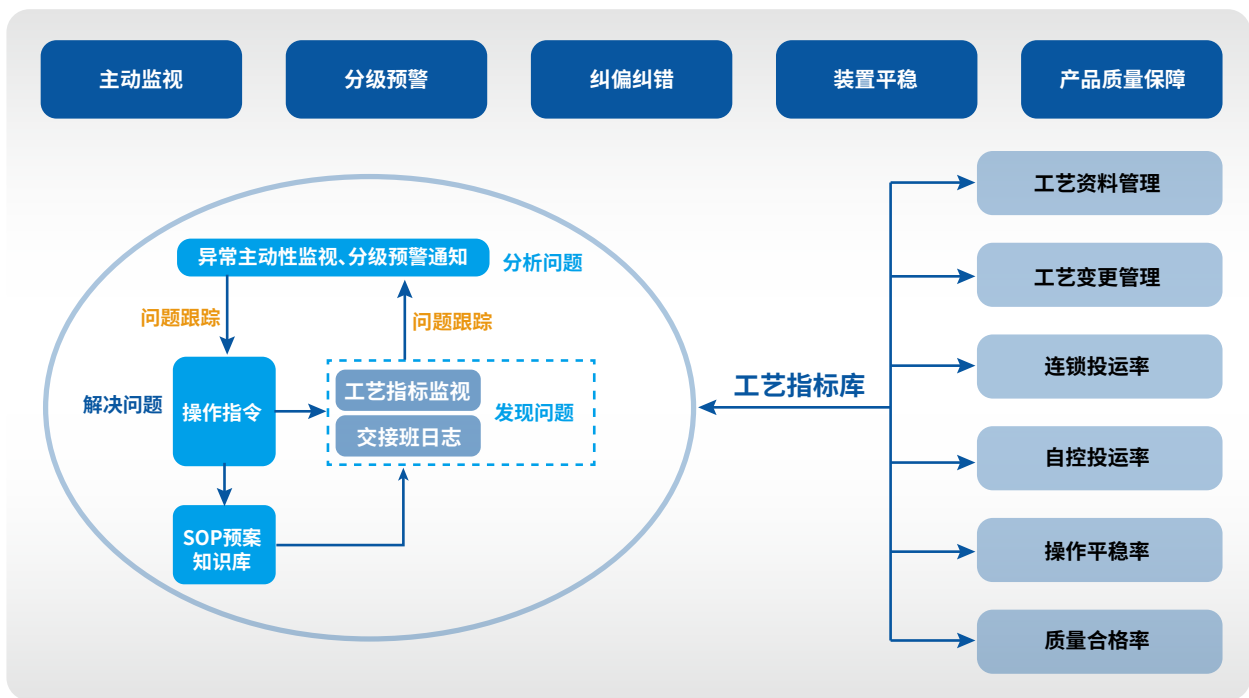 主动监视
分级预警
纠偏纠错
装置平稳
产品质量保障
异常主动性监视、分级预警通知
分析问题
问题跟踪
问题跟踪
解决问题
操作指令
工艺指标监视
交接班日志
发现问题
SOP预案
知识库
工艺指标库
工艺资料管理
工艺变更管理
连锁投运率
自控投运率
操作平稳率
质量合格率